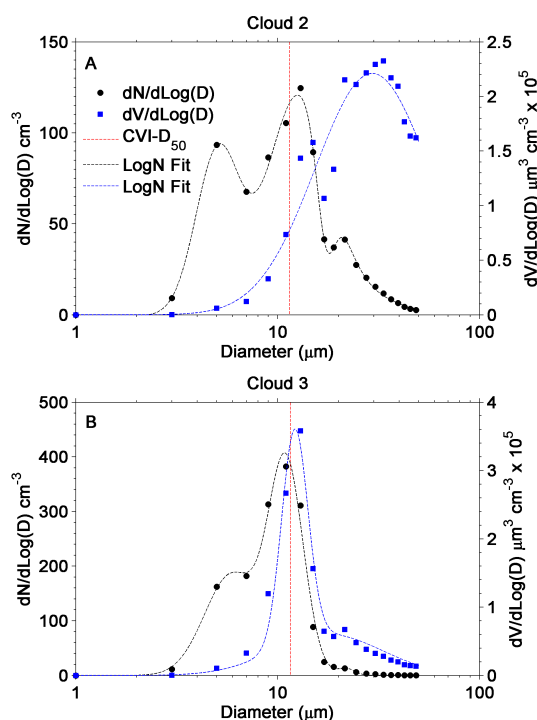 Cloud 2
A
dN/dLog(D)
dV/dLog(D)
CVI-D50
LogN Fit
LogN Fit
dN/dLog(D) cm-3
150
100
50
0
dV/dLog(D) μm3 cm-3 x 105
2.5
2
1.5
1
0.5
0
1
10
100
Diameter (μm)
Cloud 3
B
dN/dLog(D) cm-3
500
400
300
200
100
0
dV/dLog(D) μm3 cm-3 x 105
4
3
2
1
0
1
10
100
Diameter (μm)